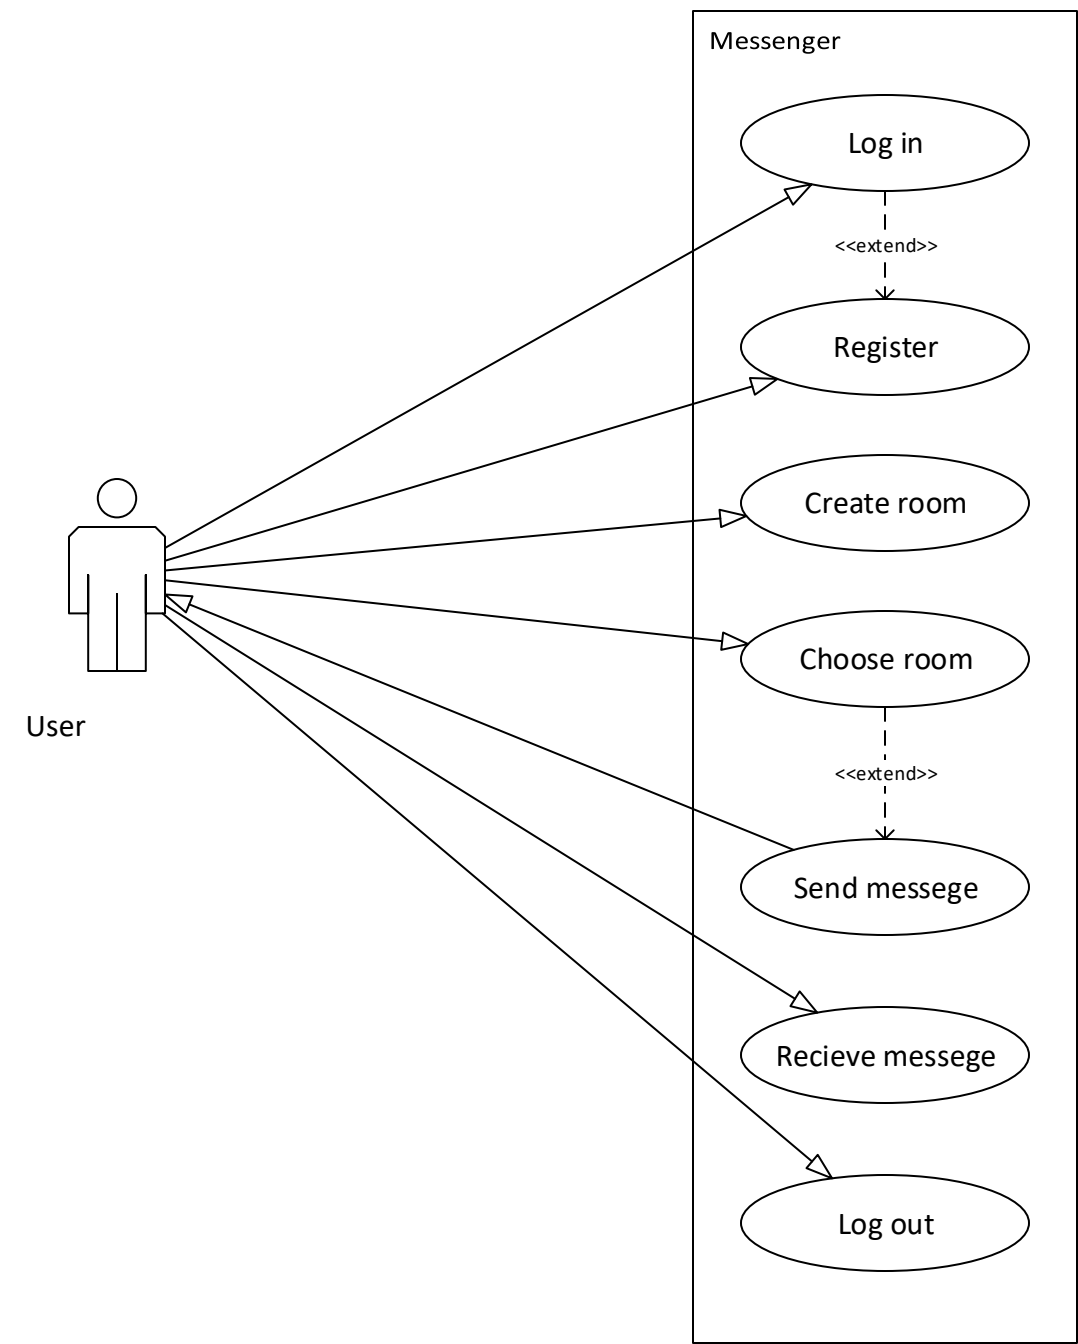 Messenger
Log in
<<extend>>
Register
Create room
Choose room
User
<<extend>>
Send messege
Recieve messege
Log out